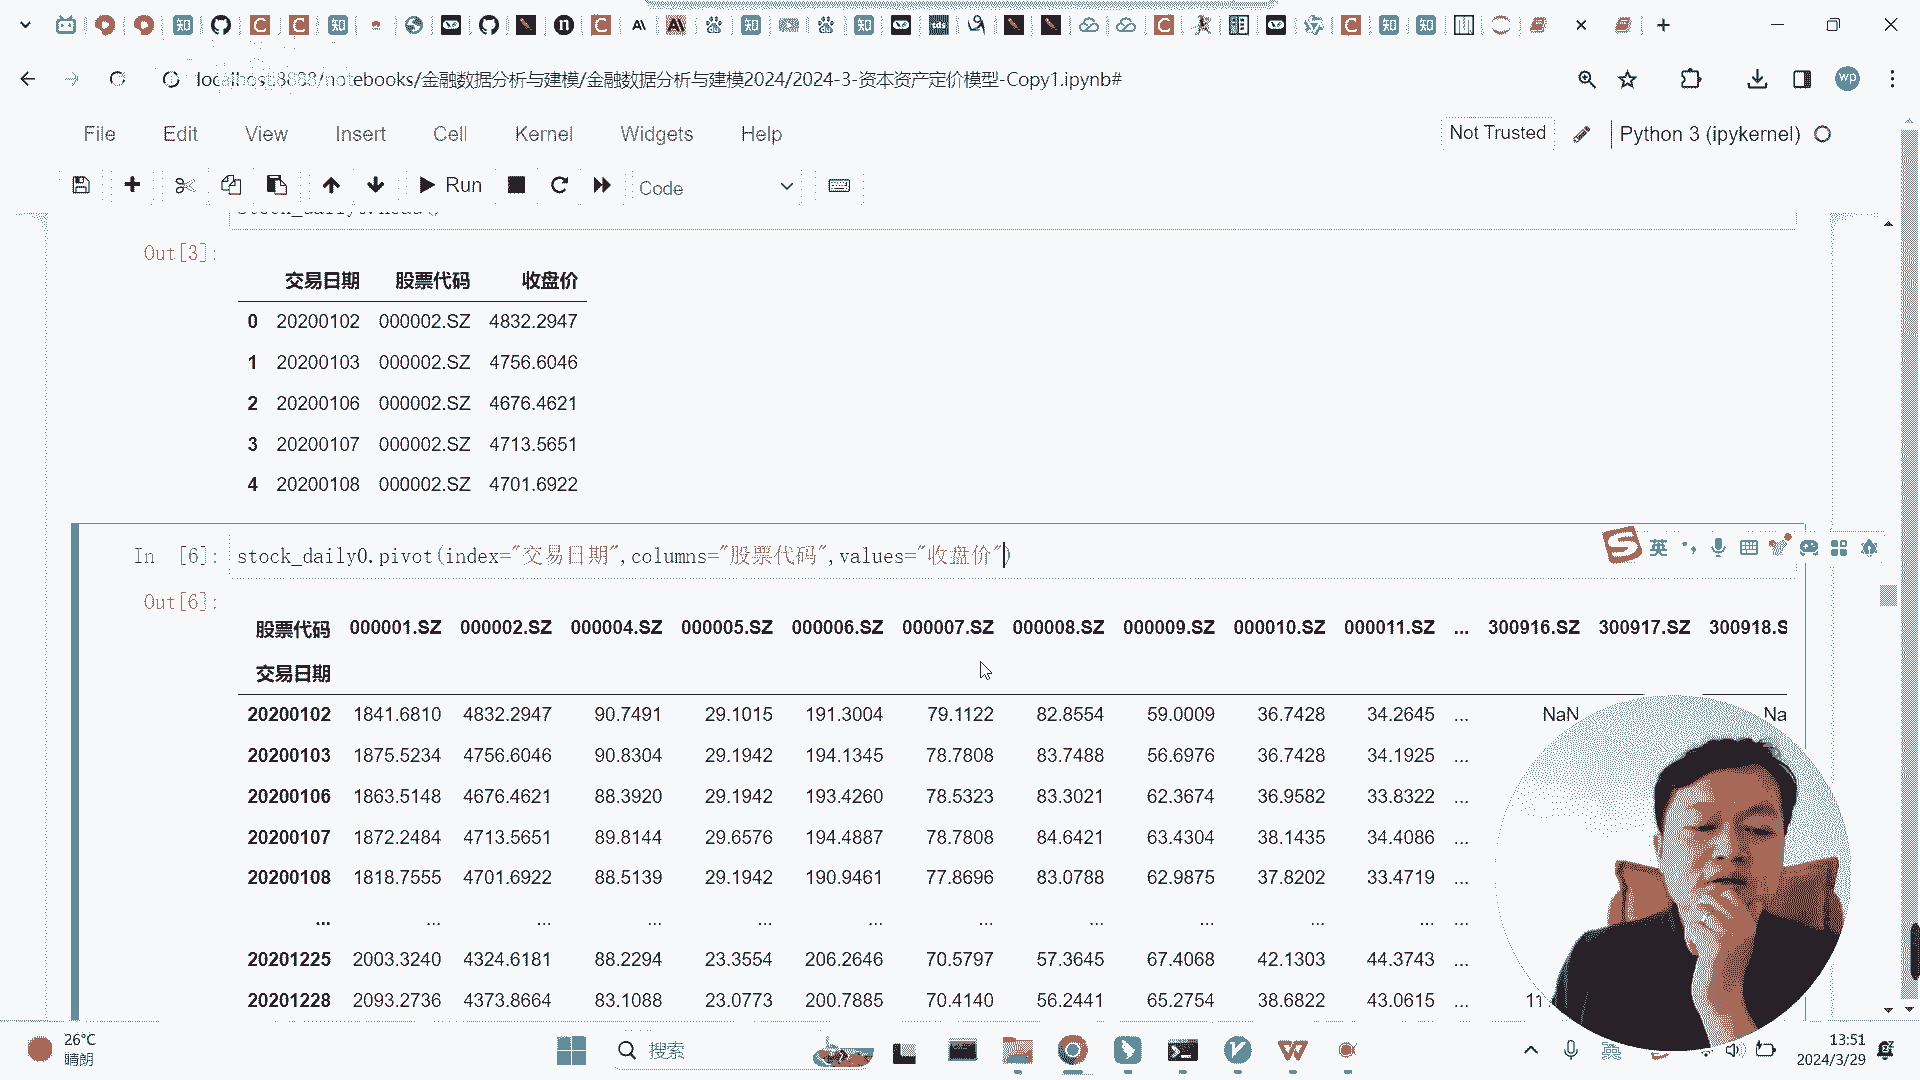 localhost:8888/notebooks/金融数据分析与建模/金融数据分析与建模2024/2024-3-资本资产定价模型-Copy1.ipynb#
wp
File Edit View Insert Cell Kernel Widgets Help
Not Trusted
Python 3 (ipykernel)
Run
Code
Out[3]:
交易日期 股票代码 收盘价
0 20200102 000002.SZ 4832.2947
1 20200103 000002.SZ 4756.6046
2 20200106 000002.SZ 4676.4621
3 20200107 000002.SZ 4713.5651
4 20200108 000002.SZ 4701.6922
In [6]: stock_daily0.pivot(index="交易日期",columns="股票代码",values="收盘价")
英
Out[6]:
股票代码 000001.SZ 000002.SZ 000004.SZ 000005.SZ 000006.SZ 000007.SZ 000008.SZ 000009.SZ 000010.SZ 000011.SZ ... 300916.SZ 300917.SZ 300918.S
交易日期
20200102 1841.6810 4832.2947 90.7491 29.1015 191.3004 79.1122 82.8554 59.0009 36.7428 34.2645 ... NaN Na
20200103 1875.5234 4756.6046 90.8304 29.1942 194.1345 78.7808 83.7488 56.6976 36.7428 34.1925 ...
20200106 1863.5148 4676.4621 88.3920 29.1942 193.4260 78.5323 83.3021 62.3674 36.9582 33.8322 ...
20200107 1872.2484 4713.5651 89.8144 29.6576 194.4887 78.7808 84.6421 63.4304 38.1435 34.4086 ...
20200108 1818.7555 4701.6922 88.5139 29.1942 190.9461 77.8696 83.0788 62.9875 37.8202 33.4719 ...
... ... ... ... ... ... ... ... ... ... ... ...
20201225 2003.3240 4324.6181 88.2294 23.3554 206.2646 70.5797 57.3645 67.4068 42.1303 44.3743 ...
20201228 2093.2736 4373.8664 83.1088 23.0773 200.7885 70.4140 56.2441 65.2754 38.6822 43.0615 ... 11
26°C
晴朗
搜索
英
13:51
2024/3/29